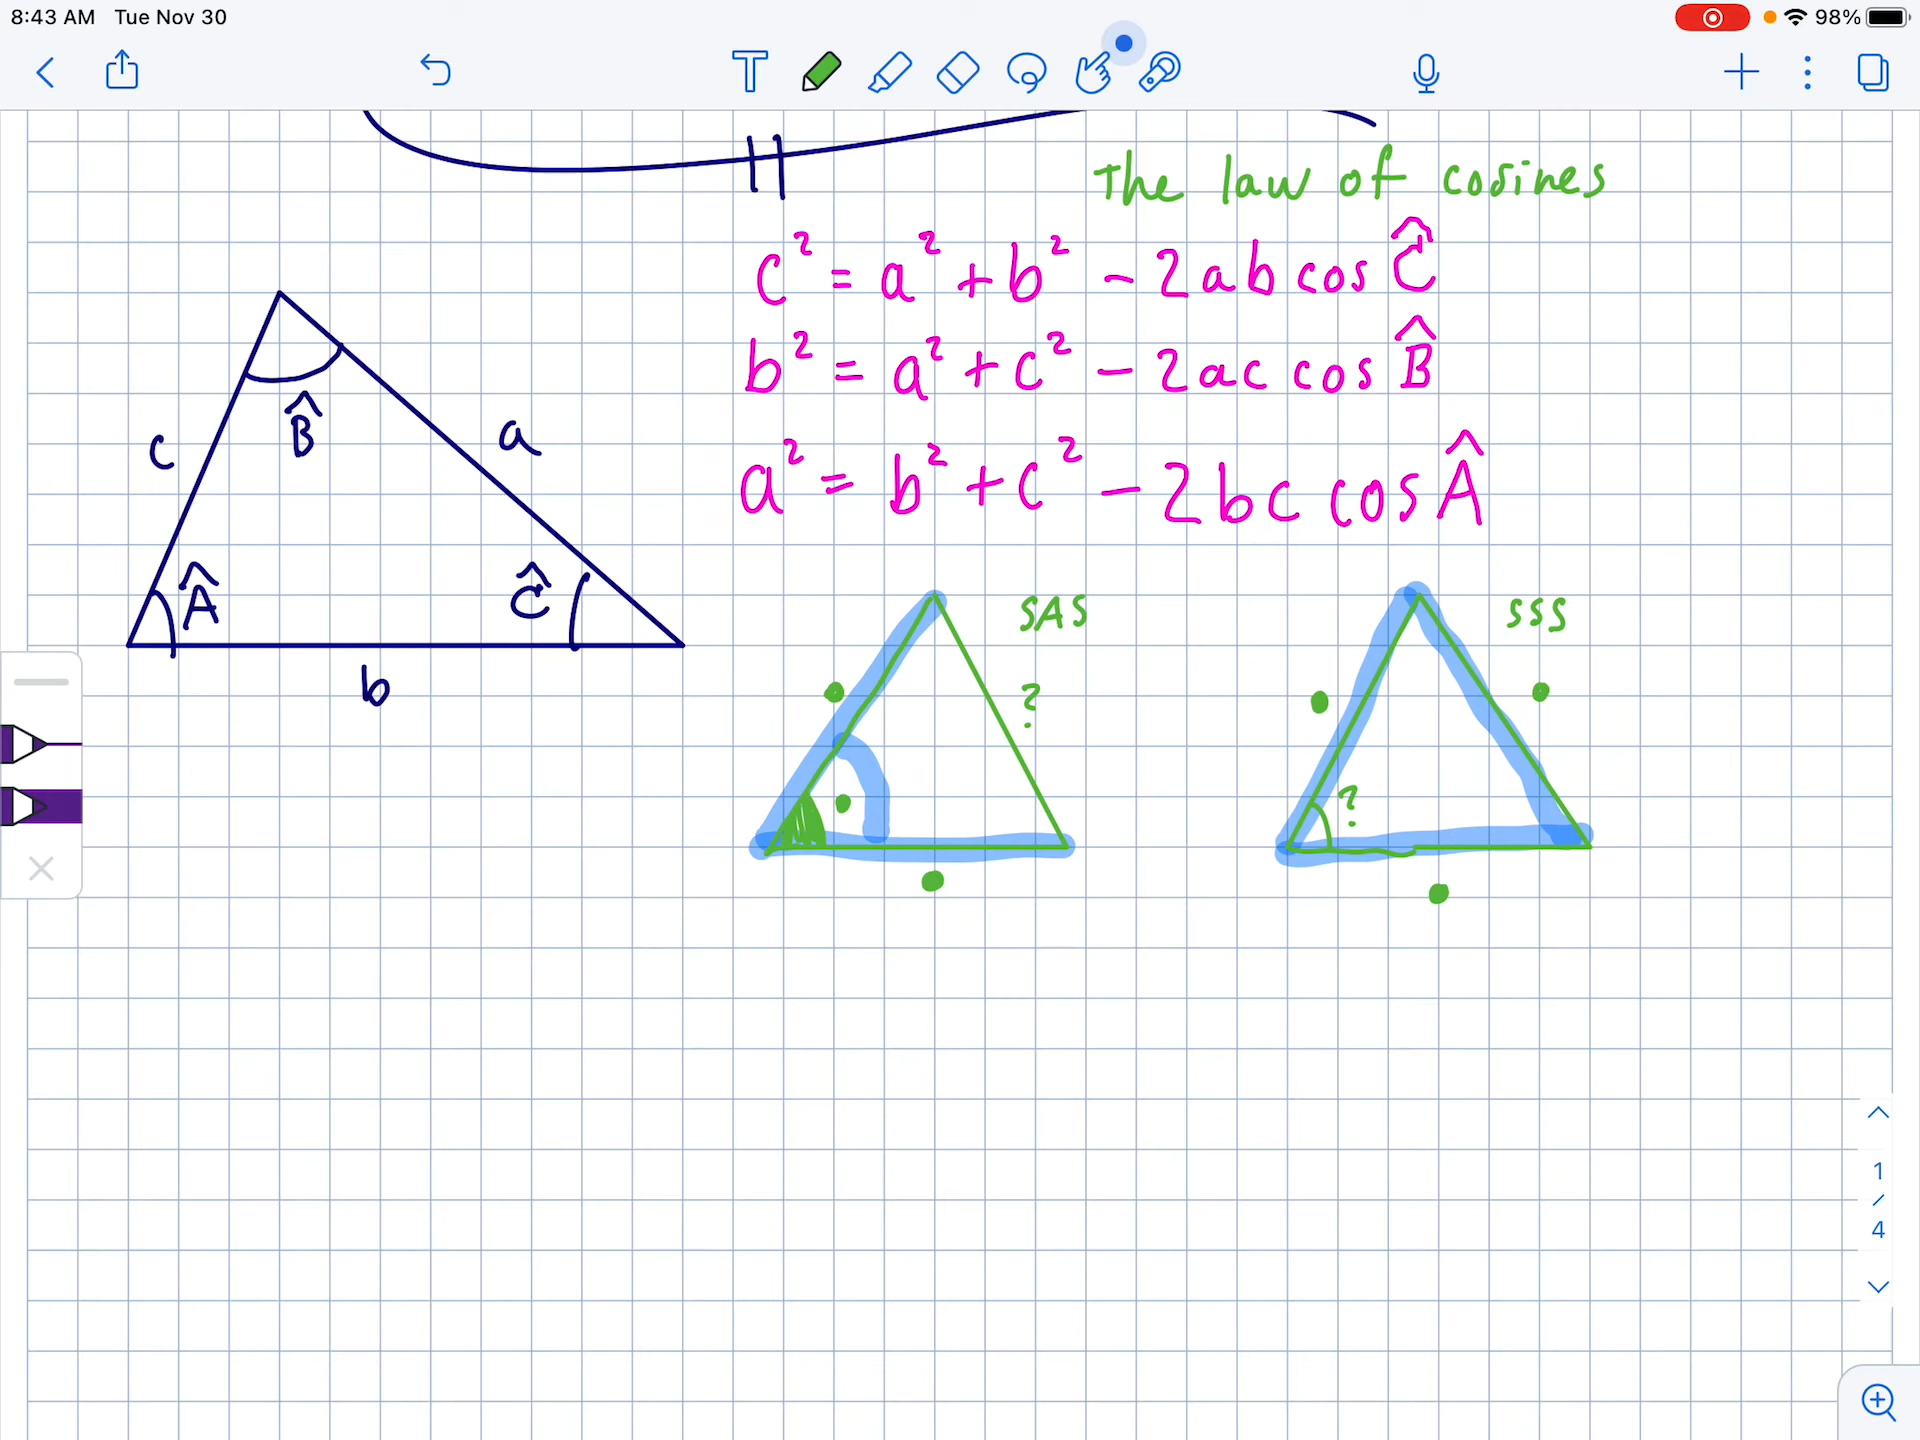 8:43 AM Tue Nov 30
98%
T
The law of cosines
c² = a² + b² - 2ab cos Ĉ
b² = a² + c² - 2ac cos B̂
a² = b² + c² - 2bc cos Â
c
B̂
a
Â
Ĉ
b
SAS
?
SSS
?
1
/
4